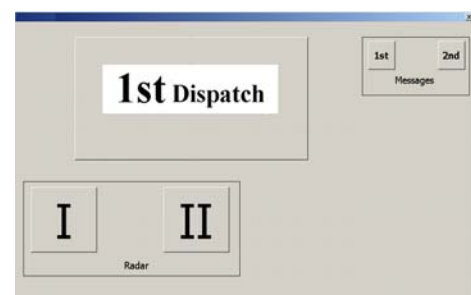 1st Dispatch
1st 2nd
Messages
I II
Radar